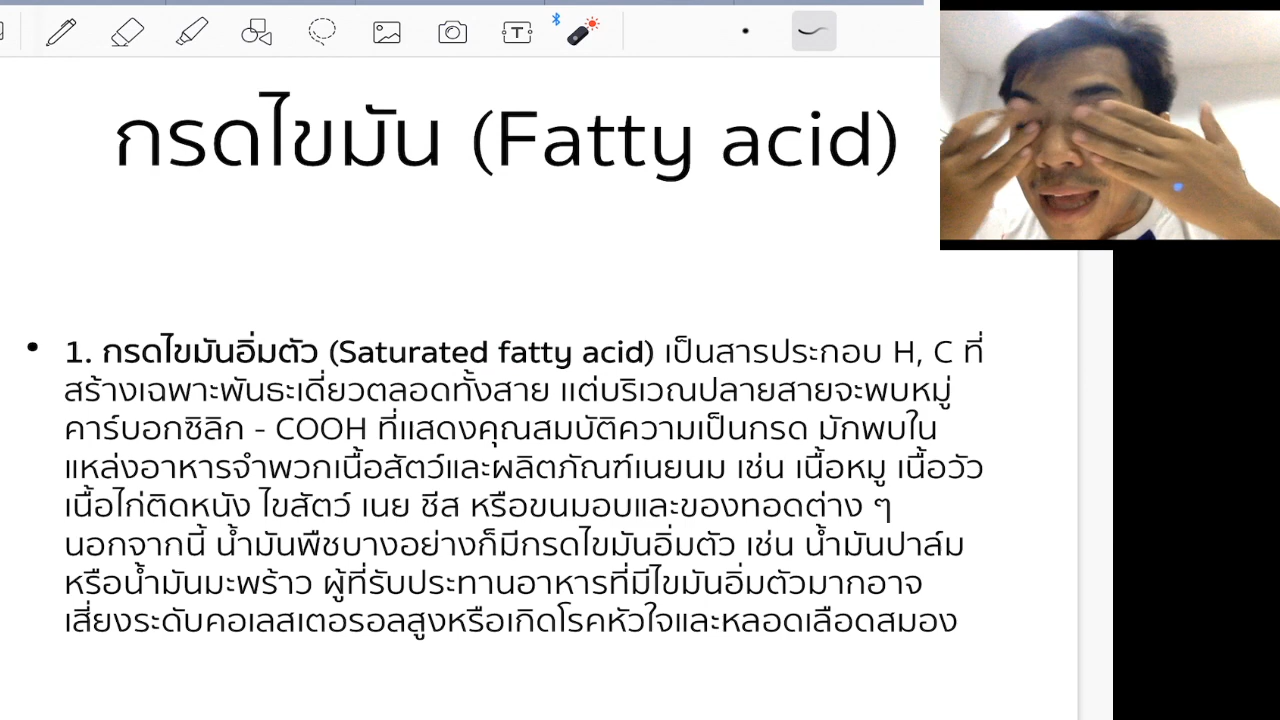 T
กรดไขมัน (Fatty acid)
• 1. กรดไขมันอิ่มตัว (Saturated fatty acid) เป็นสารประกอบ H, C ที่
สร้างเฉพาะพันธะเดี่ยวตลอดทั้งสาย แต่บริเวณปลายสายจะพบหมู่
คาร์บอกซิลิก - COOH ที่แสดงคุณสมบัติความเป็นกรด มักพบใน
แหล่งอาหารจำพวกเนื้อสัตว์และผลิตภัณฑ์เนยนม เช่น เนื้อหมู เนื้อวัว
เนื้อไก่ติดหนัง ไขสัตว์ เนย ชีส หรือขนมอบและของทอดต่าง ๆ
นอกจากนี้ น้ำมันพืชบางอย่างก็มีกรดไขมันอิ่มตัว เช่น น้ำมันปาล์ม
หรือน้ำมันมะพร้าว ผู้ที่รับประทานอาหารที่มีไขมันอิ่มตัวมากอาจ
เสี่ยงระดับคอเลสเตอรอลสูงหรือเกิดโรคหัวใจและหลอดเลือดสมอง